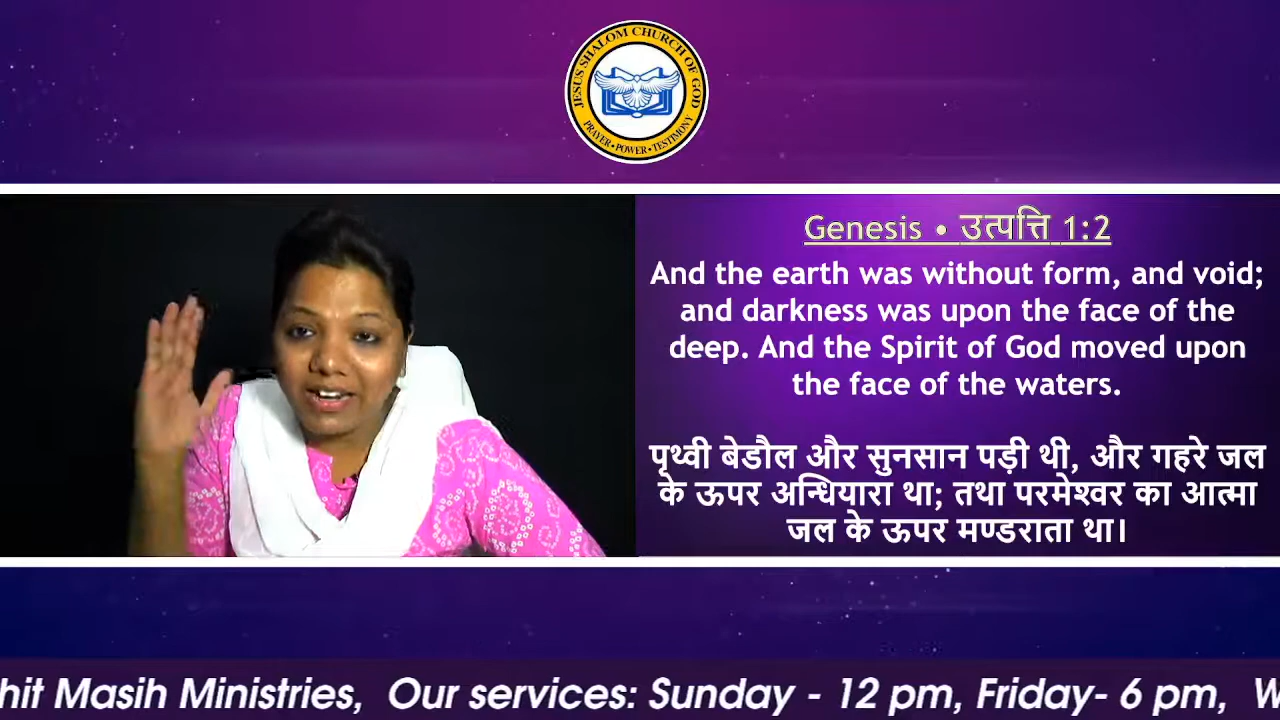 JESUS SHALOM CHURCH OF GOD
PRAYER • POWER • TESTIMONY
Genesis • उत्पत्ति 1:2
And the earth was without form, and void;
and darkness was upon the face of the
deep. And the Spirit of God moved upon
the face of the waters.
पृथ्वी बेडौल और सुनसान पड़ी थी, और गहरे जल
के ऊपर अन्धियारा था; तथा परमेश्वर का आत्मा
जल के ऊपर मण्डराता था।
hit Masih Ministries, Our services: Sunday - 12 pm, Friday- 6 pm, W